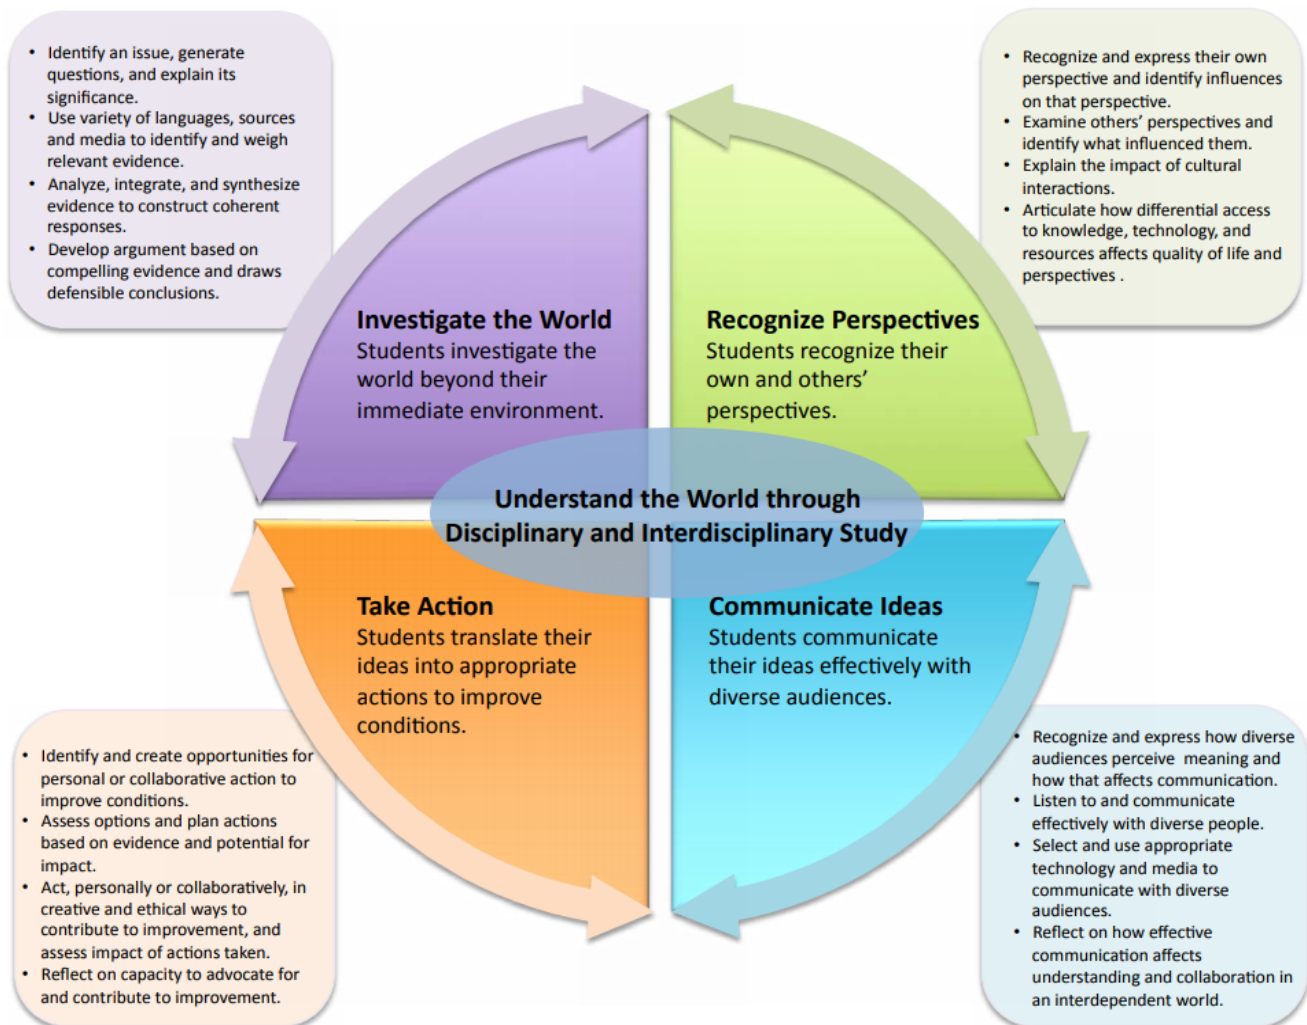 • Identify an issue, generate
questions, and explain its
significance.
• Use variety of languages, sources
and media to identify and weigh
relevant evidence.
• Analyze, integrate, and synthesize
evidence to construct coherent
responses.
• Develop argument based on
compelling evidence and draws
defensible conclusions.
• Recognize and express their own
perspective and identify influences
on that perspective.
• Examine others’ perspectives and
identify what influenced them.
• Explain the impact of cultural
interactions.
• Articulate how differential access
to knowledge, technology, and
resources affects quality of life and
perspectives .
Investigate the World
Students investigate the
world beyond their
immediate environment.
Recognize Perspectives
Students recognize their
own and others’
perspectives.
Understand the World through
Disciplinary and Interdisciplinary Study
Take Action
Students translate their
ideas into appropriate
actions to improve
conditions.
Communicate Ideas
Students communicate
their ideas effectively with
diverse audiences.
• Identify and create opportunities for
personal or collaborative action to
improve conditions.
• Assess options and plan actions
based on evidence and potential for
impact.
• Act, personally or collaboratively, in
creative and ethical ways to
contribute to improvement, and
assess impact of actions taken.
• Reflect on capacity to advocate for
and contribute to improvement.
• Recognize and express how diverse
audiences perceive meaning and
how that affects communication.
• Listen to and communicate
effectively with diverse people.
• Select and use appropriate
technology and media to
communicate with diverse
audiences.
• Reflect on how effective
communication affects
understanding and collaboration in
an interdependent world.